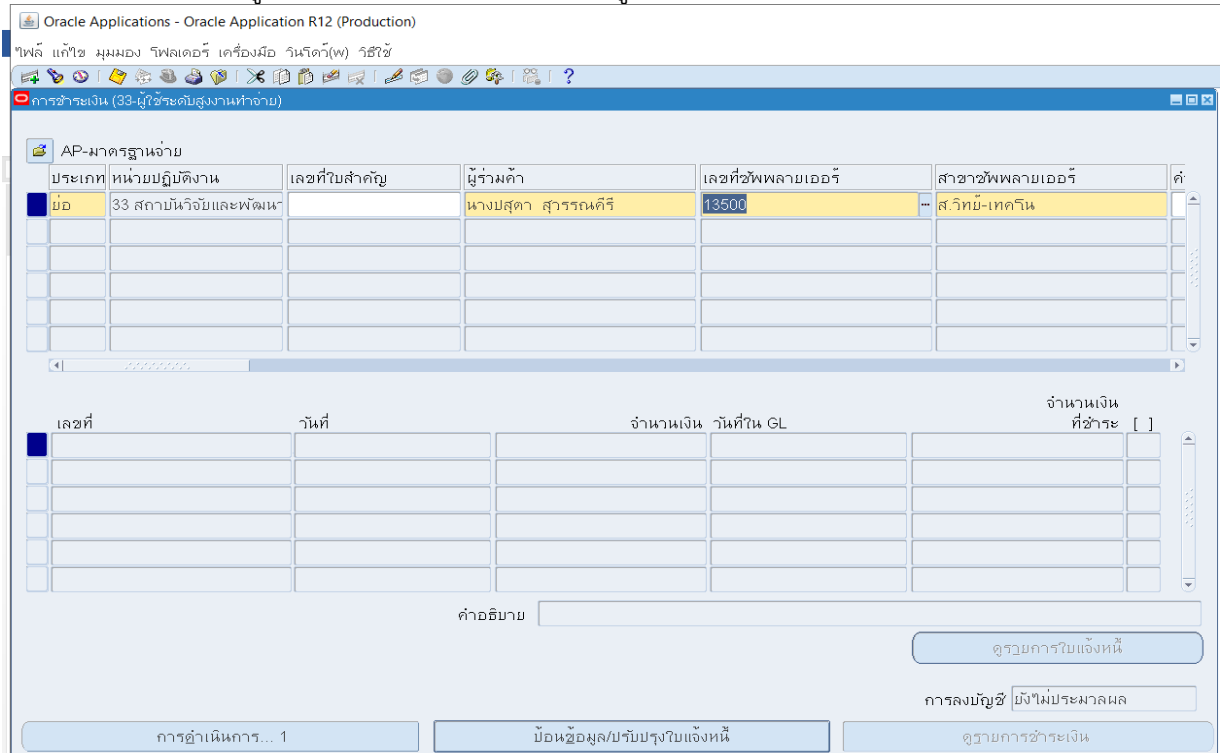 Oracle Applications - Oracle Application R12 (Production)
ไฟล์ แก้ไข มุมมอง โฟลเดอร์ เครื่องมือ วินโดว์(w) วิธีใช้
การชำระเงิน (33-ผู้ใช้ระดับสูงงานทำจ่าย)
AP-มาตรฐานจ่าย
ประเภท หน่วยปฏิบัติงาน เลขที่ใบสำคัญ ผู้ร่วมค้า เลขที่ซัพพลายเออร์ สาขาซัพพลายเออร์
ย่อ 33 สถาบันวิจัยและพัฒนา นางปสุตา สุวรรณคีรี 13500 ส.วิทย์-เทคโน
จำนวนเงิน
เลขที่ วันที่ จำนวนเงิน วันที่ใน GL ที่ชำระ [ ]
คำอธิบาย
ดูรายการใบแจ้งหนี้
การลงบัญชี ยังไม่ประมวลผล
การดำเนินการ... 1 ป้อนข้อมูล/ปรับปรุงใบแจ้งหนี้ ดูรายการชำระเงิน